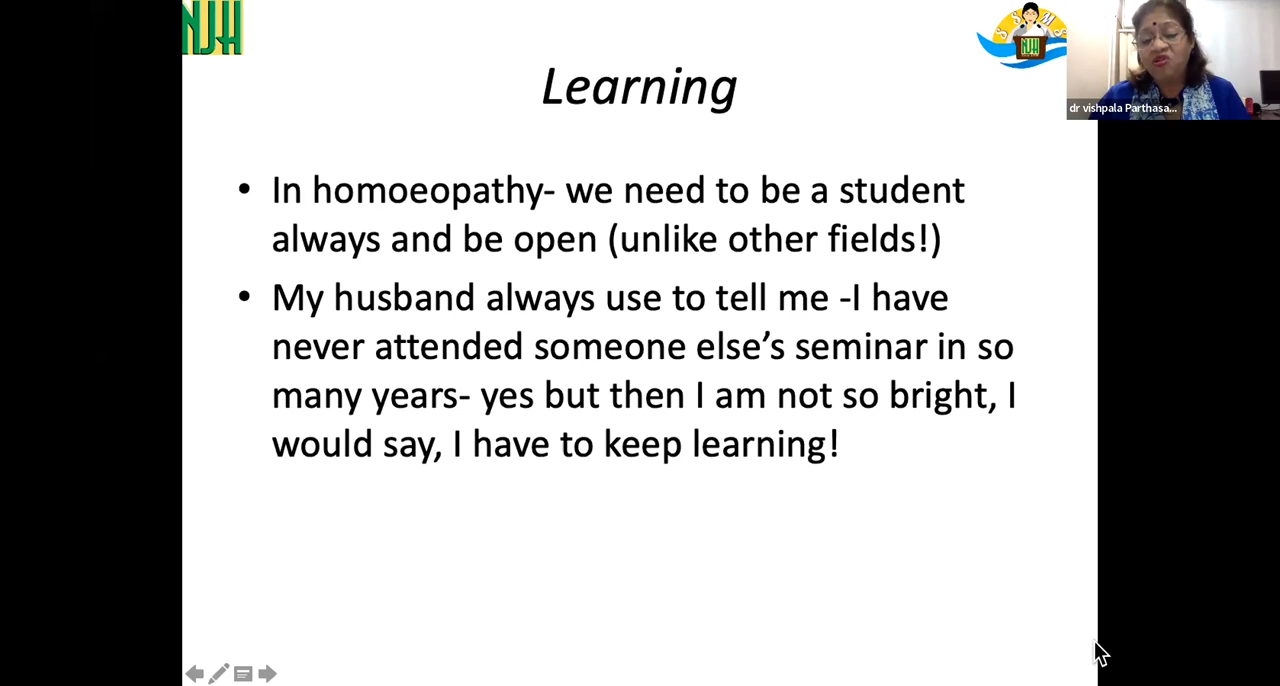 NJH
SSMS
NJH
dr vishpala Parthasa...
Learning
• In homoeopathy- we need to be a student
always and be open (unlike other fields!)
• My husband always use to tell me -I have
never attended someone else’s seminar in so
many years- yes but then I am not so bright, I
would say, I have to keep learning!